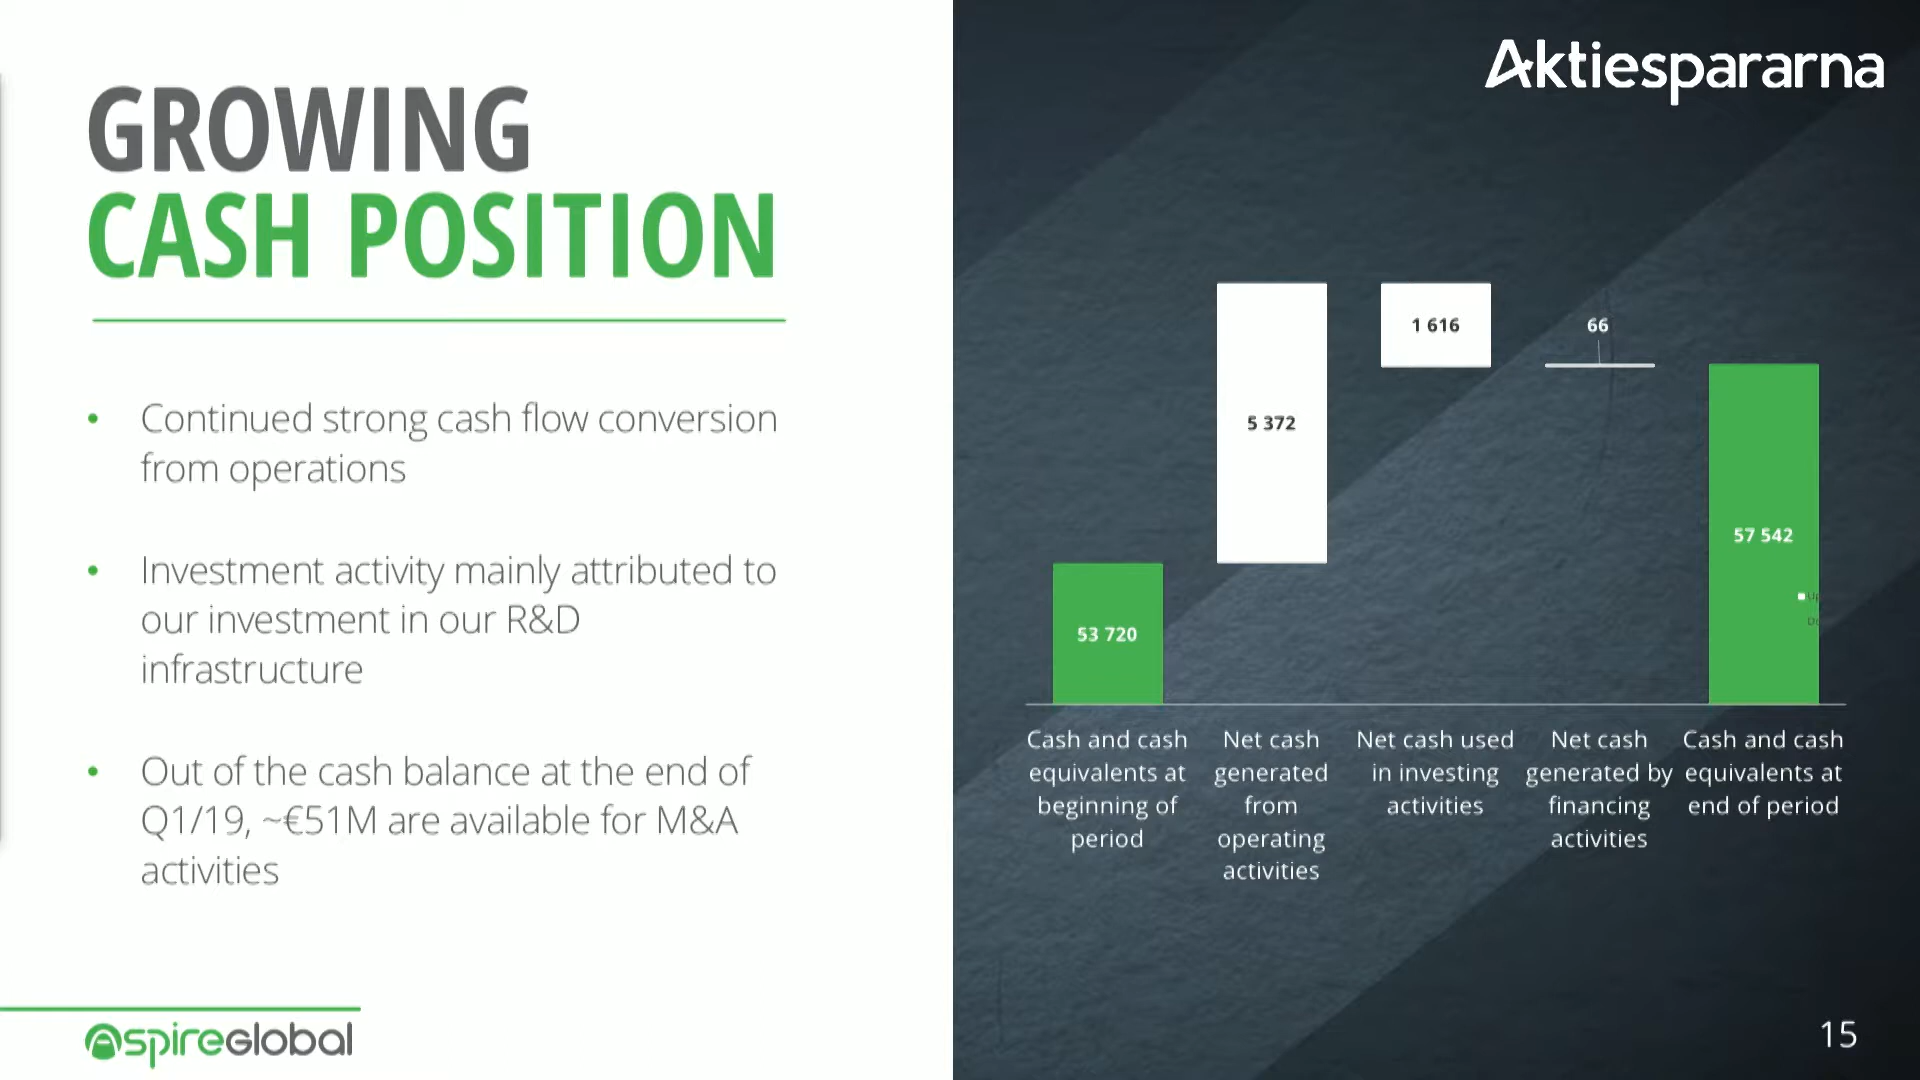 Aktiespararna
GROWING
CASH POSITION
• Continued strong cash flow conversion
from operations
• Investment activity mainly attributed to
our investment in our R&D
infrastructure
• Out of the cash balance at the end of
Q1/19, ~€51M are available for M&A
activities
53 720
5 372
1 616
66
57 542
Cash and cash
equivalents at
beginning of
period
Net cash
generated
from
operating
activities
Net cash used
in investing
activities
Net cash
generated by
financing
activities
Cash and cash
equivalents at
end of period
aspireGlobal
15